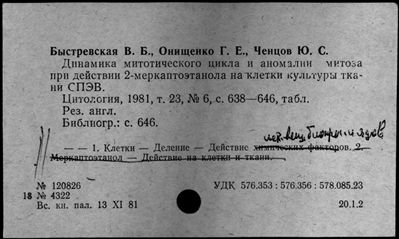 Быстревская В. Б., Онищенко Г. Е., Ченцов Ю. С.
Динамика митотического цикла и аномалии митоза
при действии 2-меркаптоэтанола на клетки культуры тка-
ни СПЭВ.
Цитология, 1981, т. 23, № 6, с. 638—646, табл.
Рез. англ.
Библиогр.: с. 646.
— — 1. Клетки — Деление — Действие химических факторов. 2.
Меркаптоэтанол — Действие на клетки и ткани.
№ 120826
18 № 4322
Вс. кн. пал. 13 XI 81
УДК 576.353 : 576.356 : 578.085.23
20.1.2